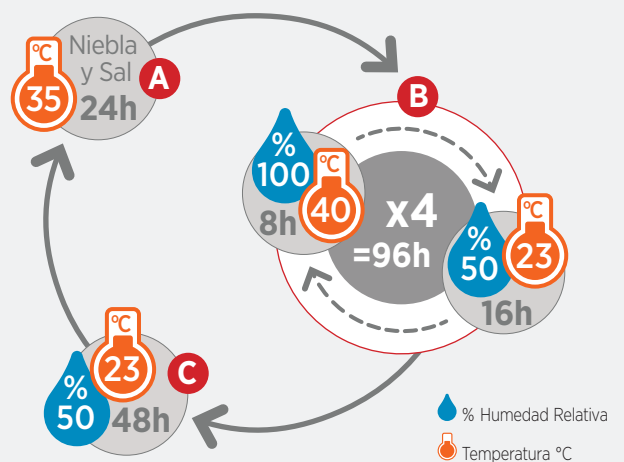 °C
35
Niebla
y Sal
24h
A
B
%
100
°C
40
8h
x4
=96h
%
50
°C
23
16h
C
°C
23
%
50
48h
% Humedad Relativa
°C
Temperatura °C